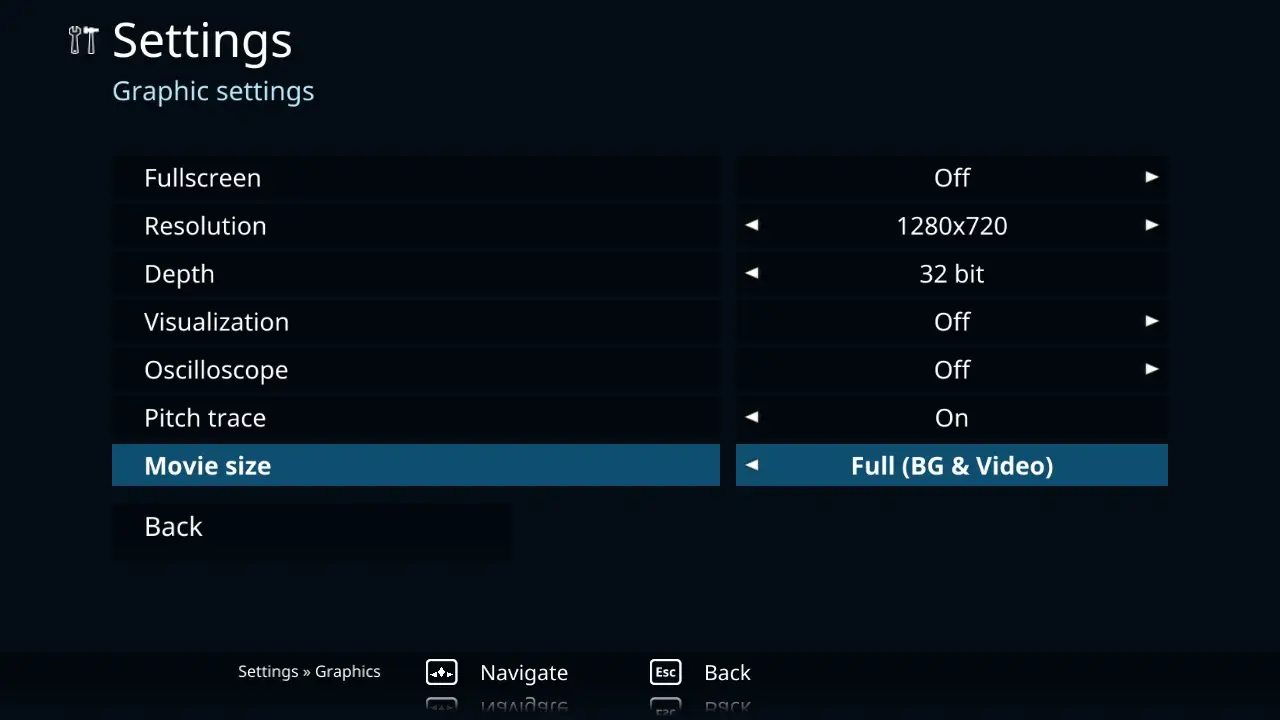 Settings
Graphic settings
Fullscreen Off
Resolution 1280x720
Depth 32 bit
Visualization Off
Oscilloscope Off
Pitch trace On
Movie size Full (BG & Video)
Back
Settings » Graphics Navigate Esc Back